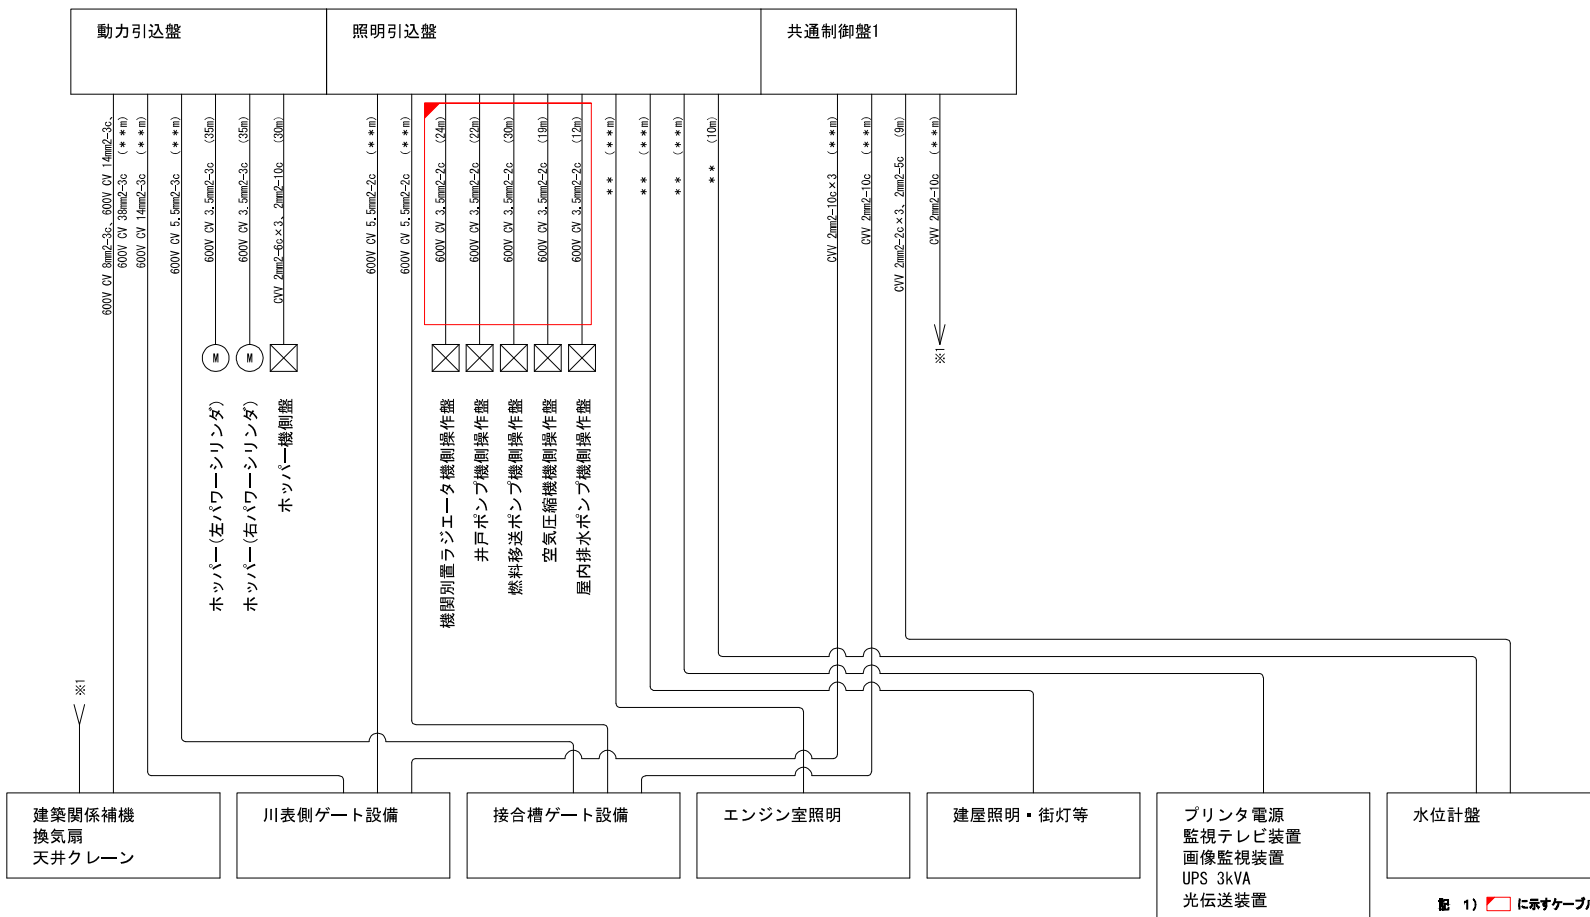 動力引込盤
照明引込盤
共通制御盤1
600V CV 8mm2-3c、600V CV 14mm2-3c、
600V CV 38mm2-3c (**m)
600V CV 14mm2-3c (**m)
600V CV 5.5mm2-3c (**m)
600V CV 3.5mm2-3c (35m)
600V CV 3.5mm2-3c (35m)
CVV 2mm2-6c×3、2mm2-10c (30m)
600V CV 5.5mm2-2c (**m)
600V CV 5.5mm2-2c (**m)
600V CV 3.5mm2-2c (24m)
600V CV 3.5mm2-2c (22m)
600V CV 3.5mm2-2c (30m)
600V CV 3.5mm2-2c (19m)
600V CV 3.5mm2-2c (12m)
** (**m)
** (**m)
** (**m)
** (10m)
CVV 2mm2-10c×3 (**m)
CVV 2mm2-10c (**m)
CVV 2mm2-2c×3、2mm2-5c (9m)
CVV 2mm2-10c (**m)
M
M
※1
ホッパー(左パワーシリンダ)
ホッパー(右パワーシリンダ)
ホッパー機側盤
機関別置ラジエータ機側操作盤
井戸ポンプ機側操作盤
燃料移送ポンプ機側操作盤
空気圧縮機機側操作盤
屋内排水ポンプ機側操作盤
※1
建築関係補機
換気扇
天井クレーン
川表側ゲート設備
接合槽ゲート設備
エンジン室照明
建屋照明・街灯等
プリンタ電源
監視テレビ装置
画像監視装置
UPS 3kVA
光伝送装置
水位計盤
記 1) に示すケーブル